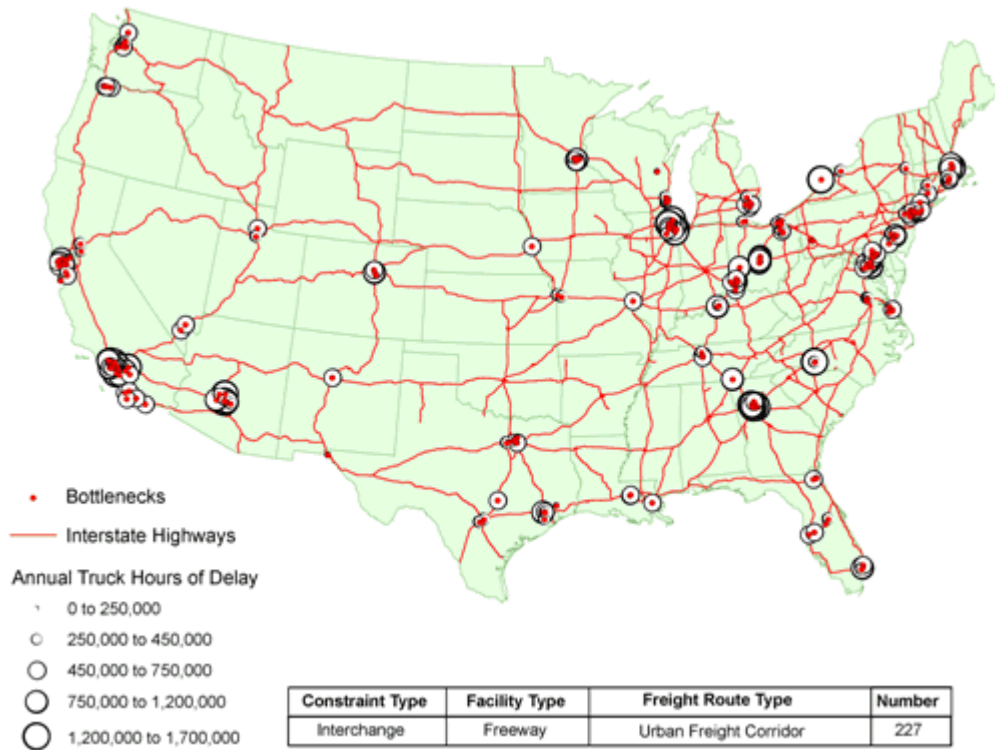 Bottlenecks
Interstate Highways
Annual Truck Hours of Delay
0 to 250,000
250,000 to 450,000
450,000 to 750,000
750,000 to 1,200,000
1,200,000 to 1,700,000
Constraint Type Facility Type Freight Route Type Number
Interchange Freeway Urban Freight Corridor 227